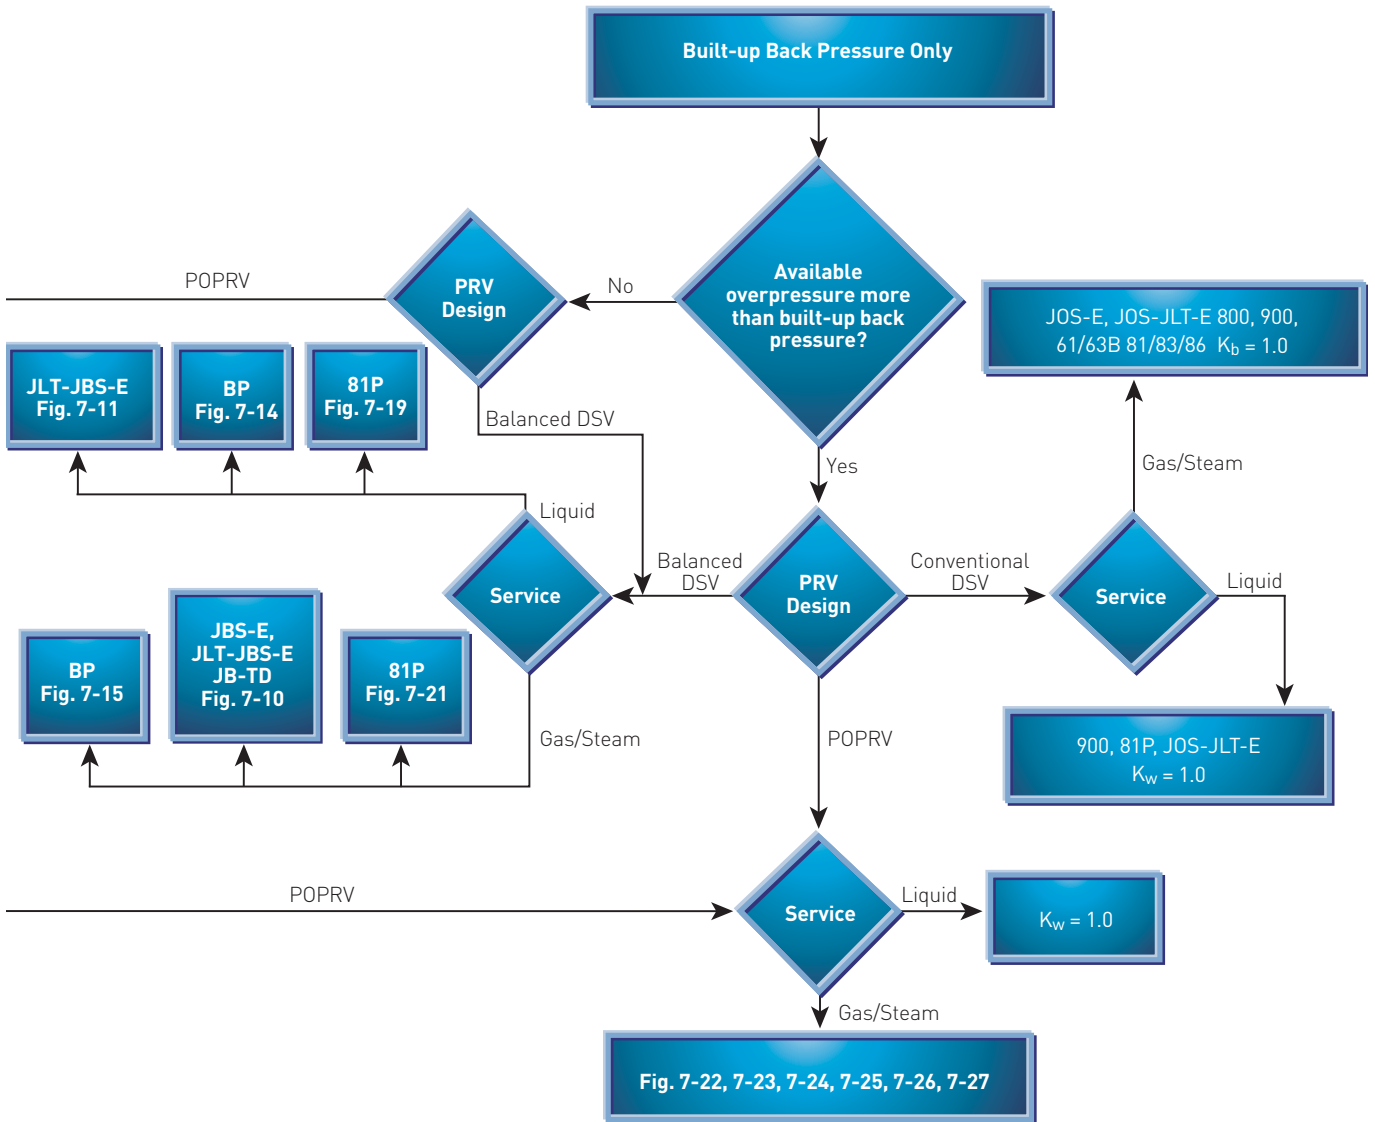 Built-up Back Pressure Only
Available
overpressure more
than built-up back
pressure?
No
PRV
Design
POPRV
JLT-JBS-E
Fig. 7-11
BP
Fig. 7-14
81P
Fig. 7-19
Balanced DSV
JOS-E, JOS-JLT-E 800, 900,
61/63B 81/83/86 Kb = 1.0
Gas/Steam
Yes
Liquid
Service
Balanced
DSV
PRV
Design
Conventional
DSV
Service
Liquid
BP
Fig. 7-15
JBS-E,
JLT-JBS-E
JB-TD
Fig. 7-10
81P
Fig. 7-21
Gas/Steam
POPRV
900, 81P, JOS-JLT-E
Kw = 1.0
POPRV
Service
Liquid
Kw = 1.0
Gas/Steam
Fig. 7-22, 7-23, 7-24, 7-25, 7-26, 7-27